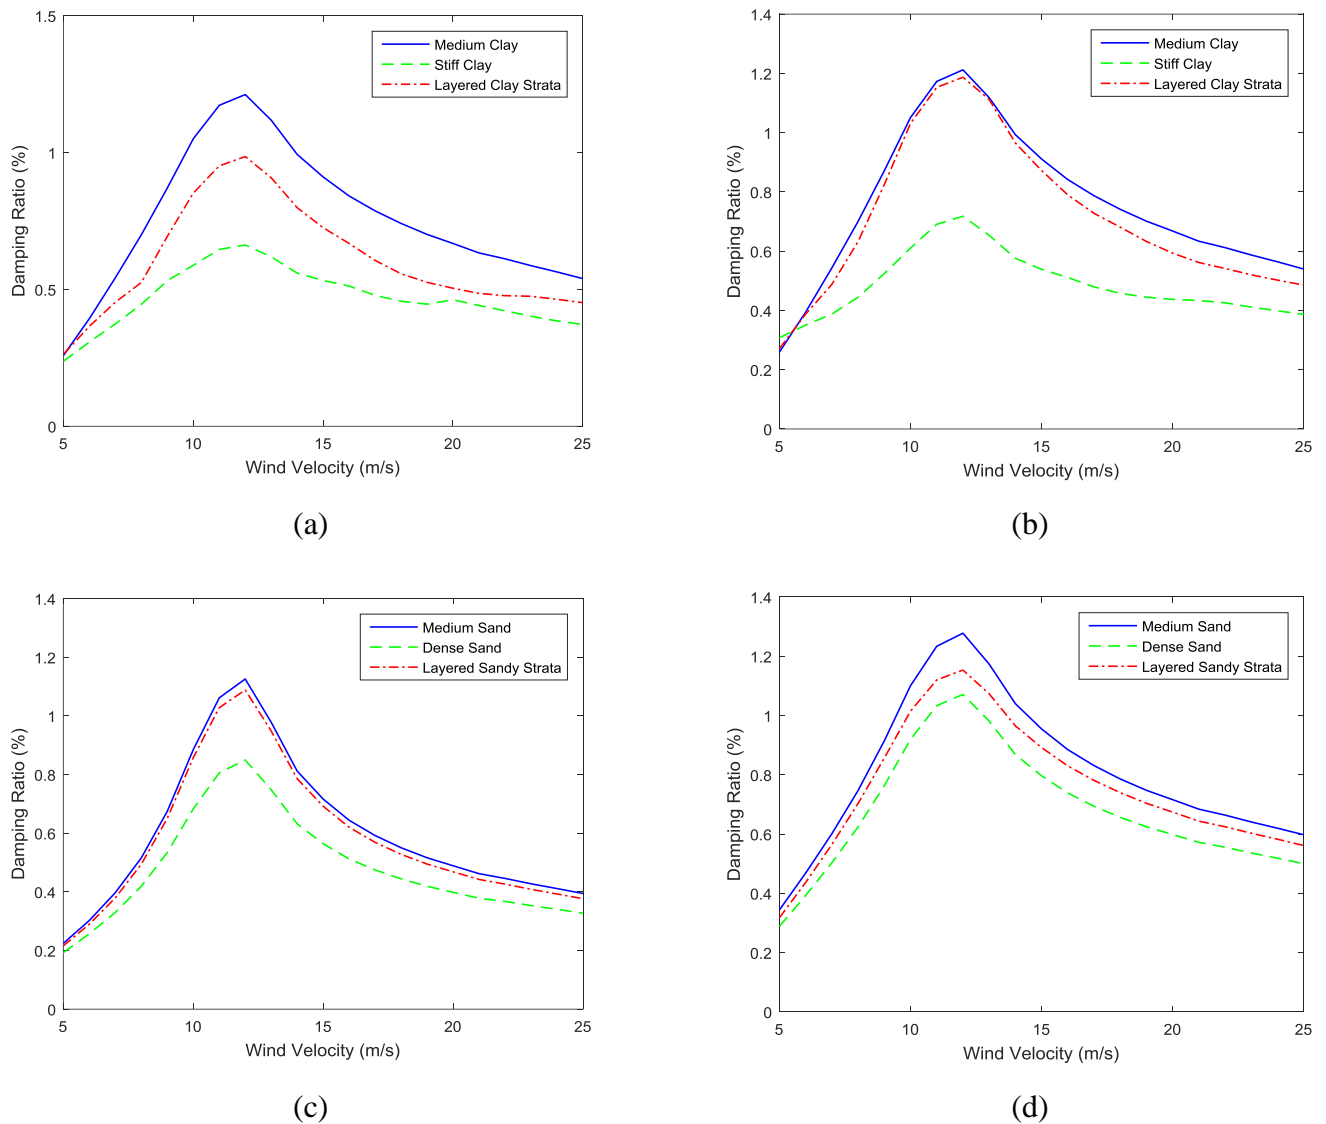 1.5
1
0.5
0
Damping Ratio (%)
Medium Clay
Stiff Clay
Layered Clay Strata
5 10 15 20 25
Wind Velocity (m/s)
(a)
1.4
1.2
1
0.8
0.6
0.4
0.2
0
Damping Ratio (%)
Medium Clay
Stiff Clay
Layered Clay Strata
5 10 15 20 25
Wind Velocity (m/s)
(b)
1.4
1.2
1
0.8
0.6
0.4
0.2
0
Damping Ratio (%)
Medium Sand
Dense Sand
Layered Sandy Strata
5 10 15 20 25
Wind Velocity (m/s)
(c)
1.4
1.2
1
0.8
0.6
0.4
0.2
0
Damping Ratio (%)
Medium Sand
Dense Sand
Layered Sandy Strata
5 10 15 20 25
Wind Velocity (m/s)
(d)